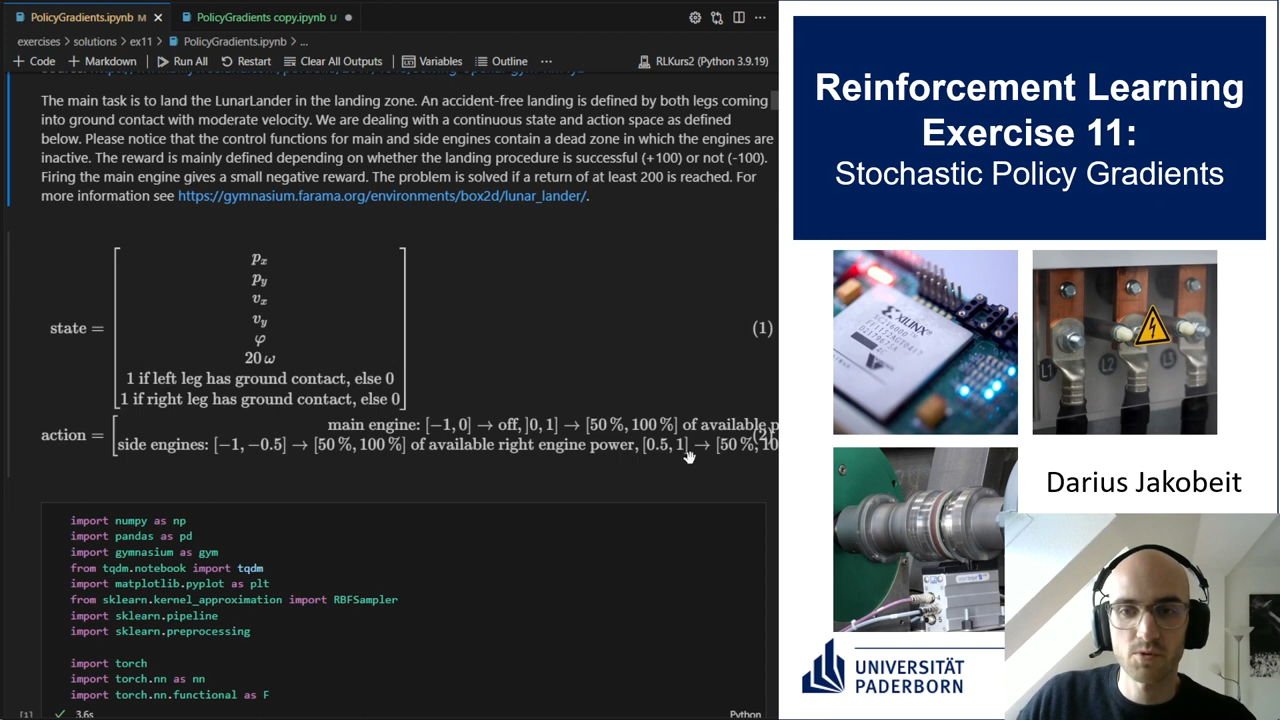 PolicyGradients.ipynb M
PolicyGradients copy.ipynb U
exercises > solutions > ex11 > PolicyGradients.ipynb > ...
+ Code + Markdown Run All Restart Clear All Outputs Variables Outline ... RLKurs2 (Python 3.9.19)
The main task is to land the LunarLander in the landing zone. An accident-free landing is defined by both legs coming
into ground contact with moderate velocity. We are dealing with a continuous state and action space as defined
below. Please notice that the control functions for main and side engines contain a dead zone in which the engines are
inactive. The reward is mainly defined depending on whether the landing procedure is successful (+100) or not (-100).
Firing the main engine gives a small negative reward. The problem is solved if a return of at least 200 is reached. For
more information see https://gymnasium.farama.org/environments/box2d/lunar_lander/.
p_x
p_y
v_x
v_y
φ
20 ω
1 if left leg has ground contact, else 0
1 if right leg has ground contact, else 0
state =
(1)
action =
main engine: [−1, 0] → off, ]0, 1] → [50 %, 100 %] of available p
side engines: [−1, −0.5] → [50 %, 100 %] of available right engine power, [0.5, 1] → [50 %, 10
(2)
import numpy as np
import pandas as pd
import gymnasium as gym
from tqdm.notebook import tqdm
import matplotlib.pyplot as plt
from sklearn.kernel_approximation import RBFSampler
import sklearn.pipeline
import sklearn.preprocessing
import torch
import torch.nn as nn
import torch.nn.functional as F
[1] ✓ 3.6s Python
Reinforcement Learning
Exercise 11:
Stochastic Policy Gradients
XILINX
L1
L2
L3
Darius Jakobeit
UNIVERSITÄT
PADERBORN